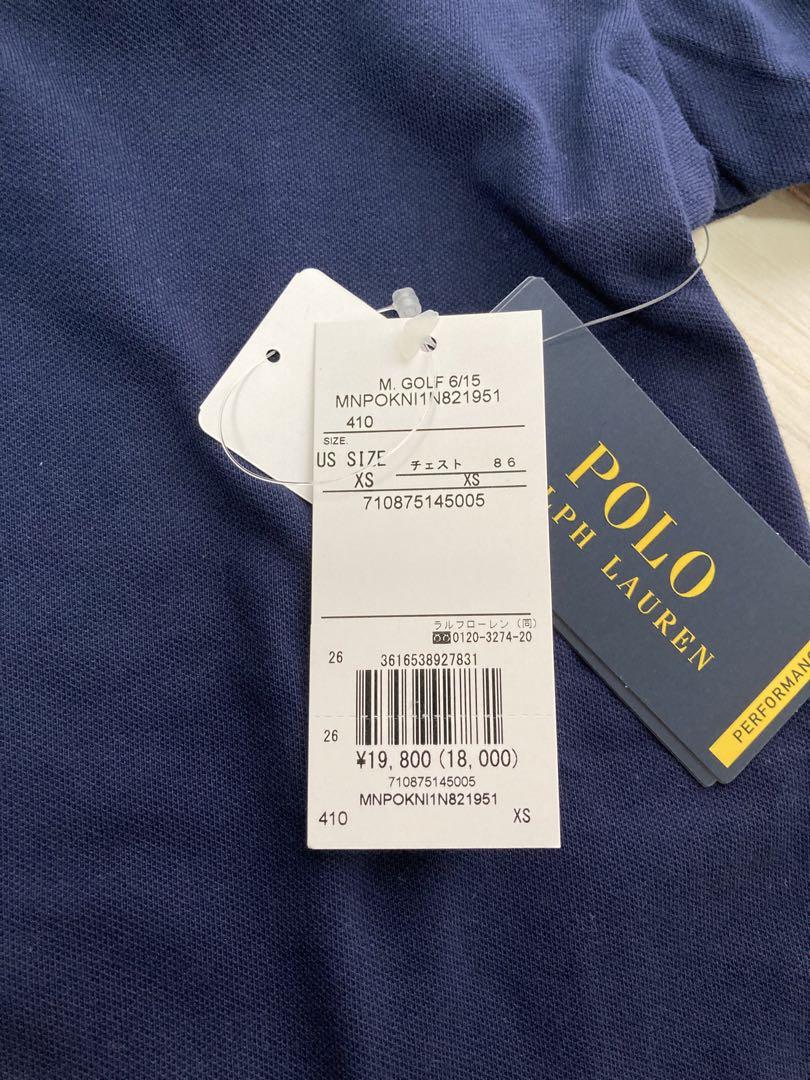 M. GOLF 6/15
MNPOKNI1N821951
410
SIZE.
US SIZE チェスト 86
XS XS
710875145005
ラルフローレン (同)
0120-3274-20
26 3616538927831
26
¥19,800 (18,000)
710875145005
MNPOKNI1N821951
410 XS
POLO
LPH LAUREN
PERFORMANC